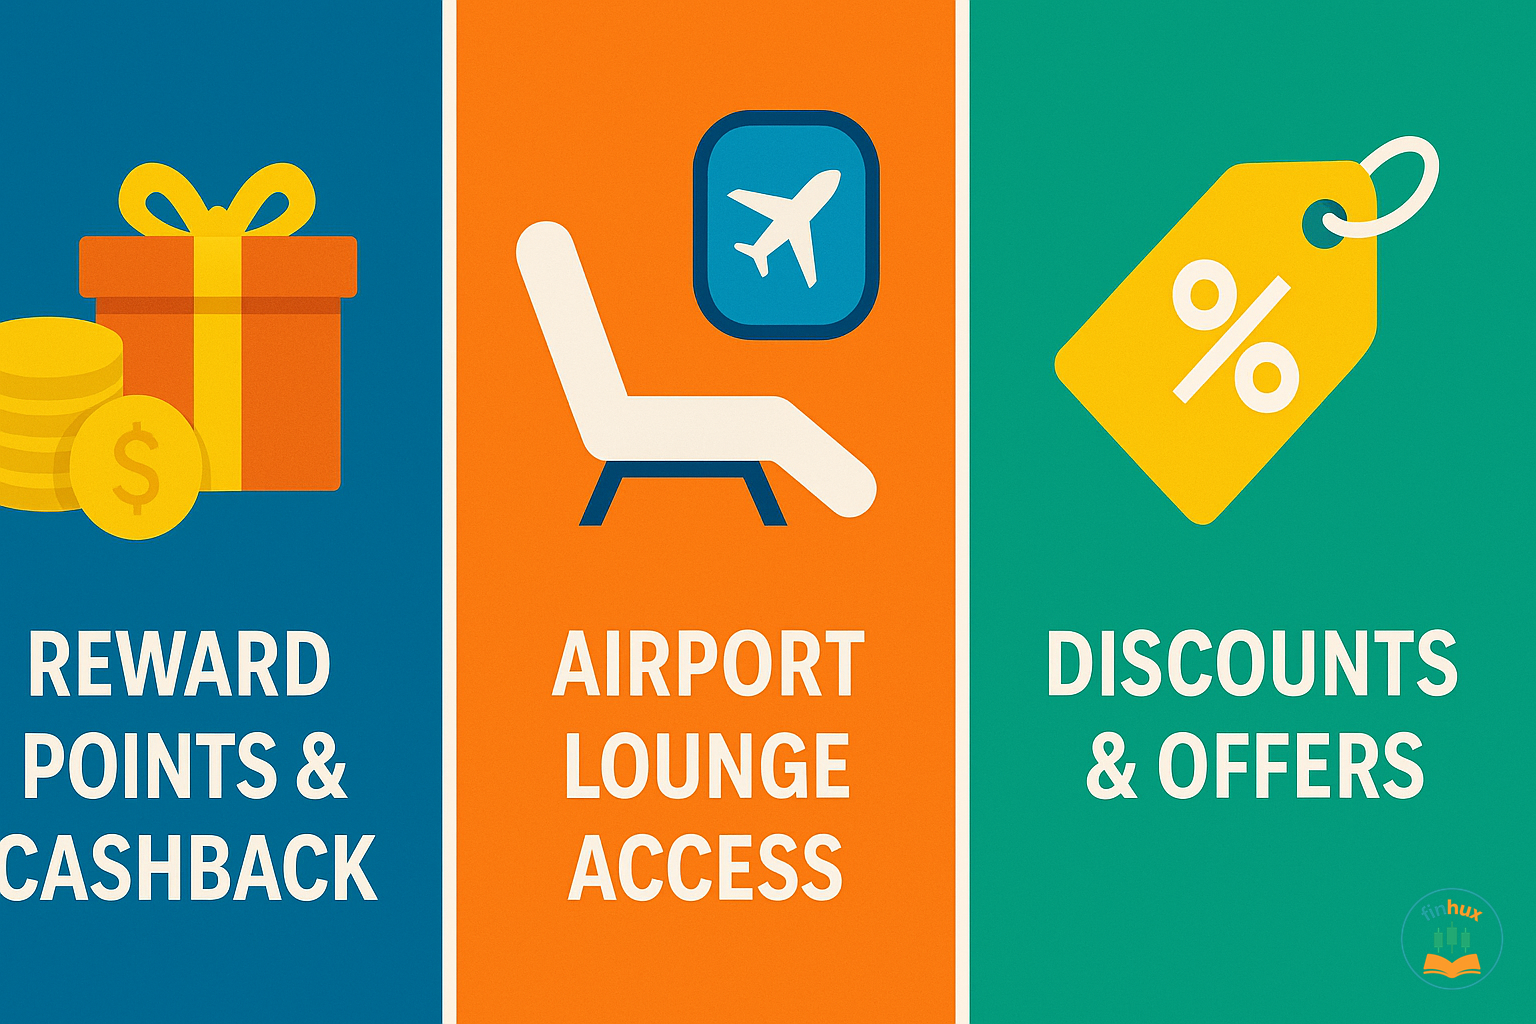 REWARD
POINTS &
CASHBACK
$
AIRPORT
LOUNGE
ACCESS
%
DISCOUNTS
& OFFERS
finhux